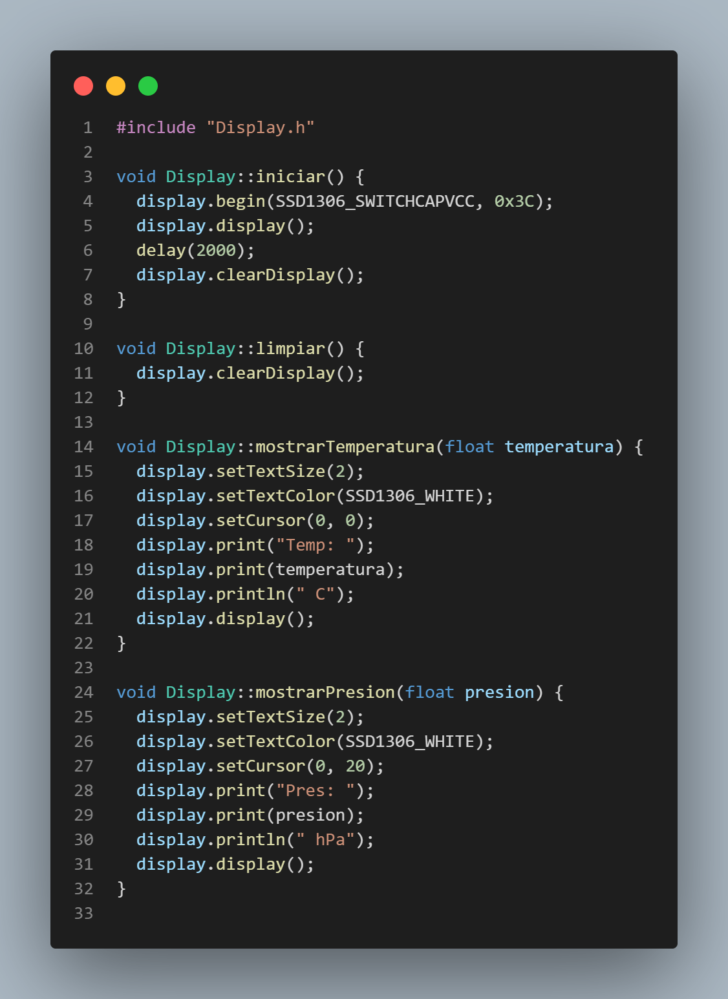 1 #include "Display.h"
2
3 void Display::iniciar() {
4   display.begin(SSD1306_SWITCHCAPVCC, 0x3C);
5   display.display();
6   delay(2000);
7   display.clearDisplay();
8 }
9
10 void Display::limpiar() {
11   display.clearDisplay();
12 }
13
14 void Display::mostrarTemperatura(float temperatura) {
15   display.setTextSize(2);
16   display.setTextColor(SSD1306_WHITE);
17   display.setCursor(0, 0);
18   display.print("Temp: ");
19   display.print(temperatura);
20   display.println(" C");
21   display.display();
22 }
23
24 void Display::mostrarPresion(float presion) {
25   display.setTextSize(2);
26   display.setTextColor(SSD1306_WHITE);
27   display.setCursor(0, 20);
28   display.print("Pres: ");
29   display.print(presion);
30   display.println(" hPa");
31   display.display();
32 }
33